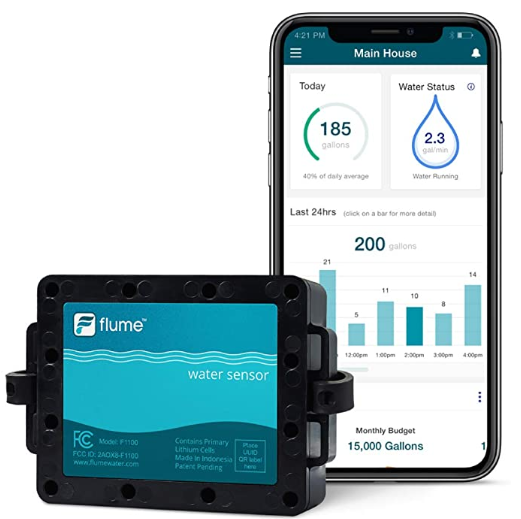 4:21 PM
Main House
Today
185
gallons
40% of daily average
Water Status
2.3
gal/min
Water Running
Last 24hrs (click on a bar for more detail)
200 gallons
21
5
11
10
8
14
12:00pm 1:00pm 2:00pm 3:00pm 4:00pm
Monthly Budget
15,000 Gallons
1
flume™
water sensor
FC Model: F1100
FCC ID: 2AOX8-F1100
www.flumewater.com
Contains Primary
Lithium Cells
Made In Indonesia
Patent Pending
Place
UUID
QR label
here